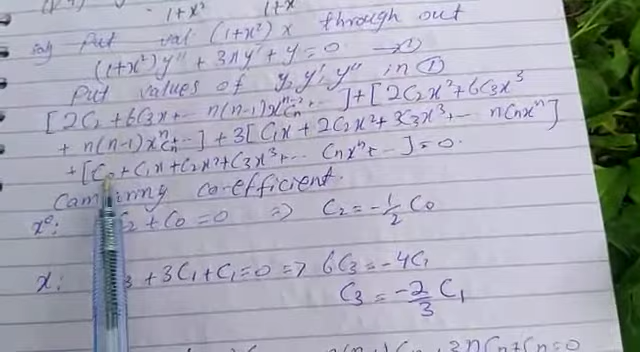 1+x²   1+x
Put val (1+x²) x through out
(1+x²)y'' + 3xy' + y = 0 → ①
Put values of y, y', y'' in ①
[2C₂ + 6C₃x + ... n(n-1)xⁿ⁻²Cₙ ...] + [2C₂x² + 6C₃x³
+ n(n-1)xⁿCₙ ...] + 3[C₁x + 2C₂x² + 3C₃x³ + ... nCₙxⁿ]
+ [C₀ + C₁x + C₂x² + C₃x³ + ... Cₙxⁿ + ...] = 0.
co-efficient.
x⁰: C₂ + C₀ = 0 ⇒ C₂ = -1/2 C₀
x: 3 + 3C₁ + C₁ = 0 ⇒ 6C₃ = -4C₁
C₃ = -2/3 C₁